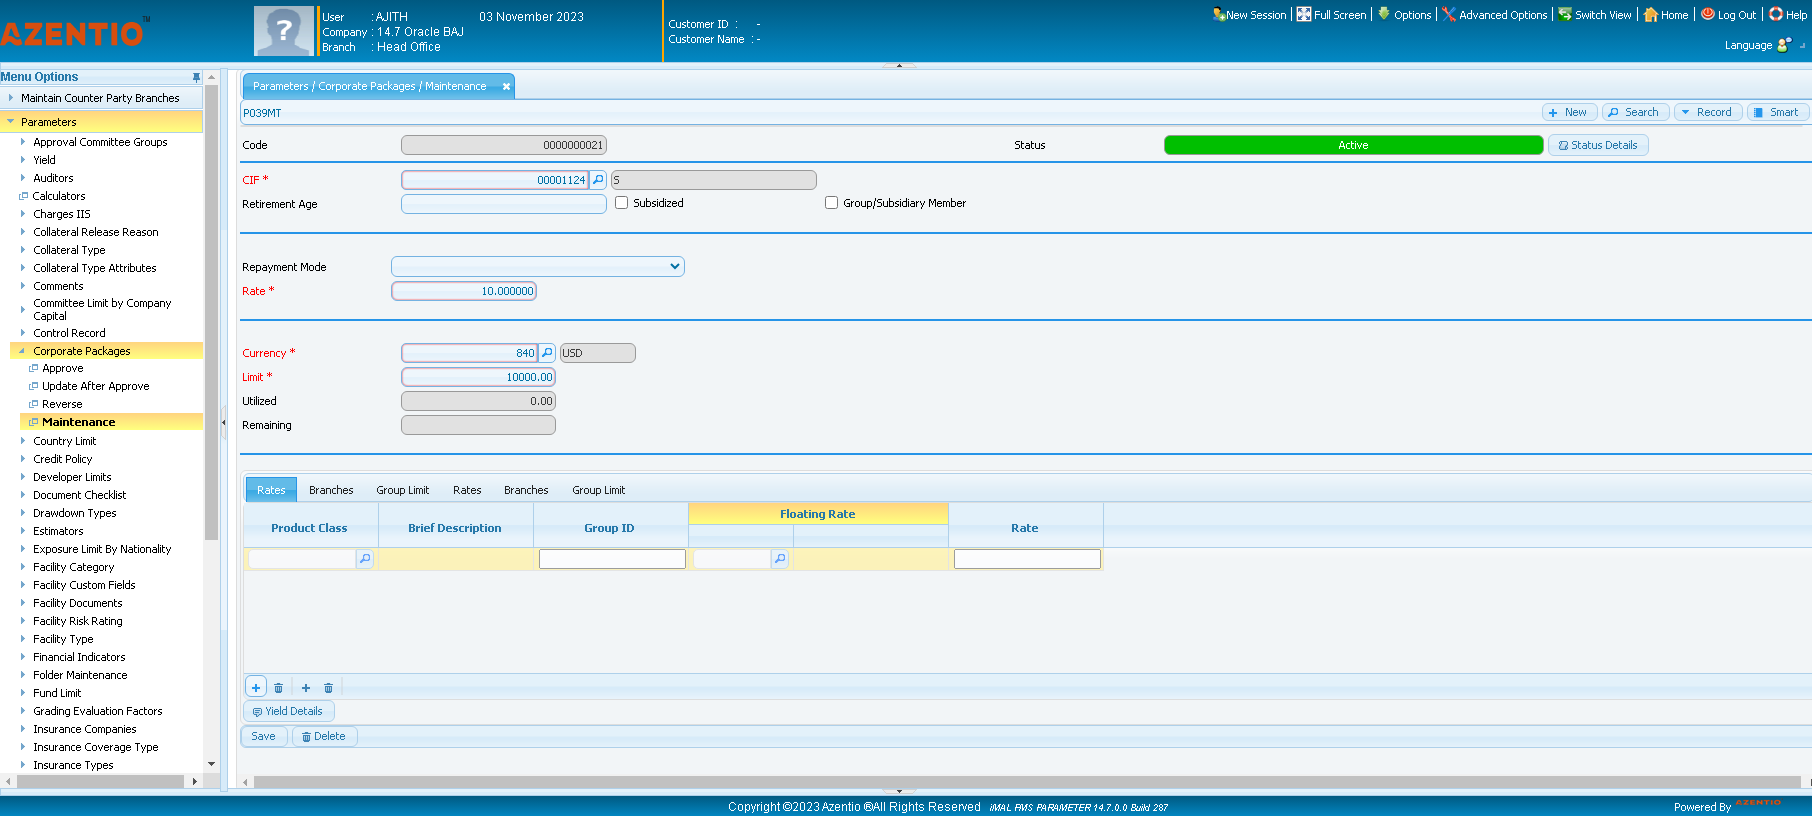 AZENTIO™
User : AJITH 03 November 2023
Company : 14.7 Oracle BAJ
Branch : Head Office
Customer ID : -
Customer Name : -
New Session Full Screen Options Advanced Options Switch View Home Log Out Help
Language
Menu Options
Maintain Counter Party Branches
Parameters
Approval Committee Groups
Yield
Auditors
Calculators
Charges IIS
Collateral Release Reason
Collateral Type
Collateral Type Attributes
Comments
Committee Limit by Company
Capital
Control Record
Corporate Packages
Approve
Update After Approve
Reverse
Maintenance
Country Limit
Credit Policy
Developer Limits
Document Checklist
Drawdown Types
Estimators
Exposure Limit By Nationality
Facility Category
Facility Custom Fields
Facility Documents
Facility Risk Rating
Facility Type
Financial Indicators
Folder Maintenance
Fund Limit
Grading Evaluation Factors
Insurance Companies
Insurance Coverage Type
Insurance Types
Parameters / Corporate Packages / Maintenance
P039MT
New Search Record Smart
Code 0000000021 Status Active Status Details
CIF * 00001124 S
Retirement Age Subsidized Group/Subsidiary Member
Repayment Mode
Rate * 10.000000
Currency * 840 USD
Limit * 10000.00
Utilized 0.00
Remaining
Rates Branches Group Limit Rates Branches Group Limit
Product Class Brief Description Group ID Floating Rate Rate
Yield Details
Save Delete
Copyright ©2023 Azentio ®All Rights Reserved iMAL PMS PARAMETER 14.7.0.0 Build 287
Powered By AZENTIO